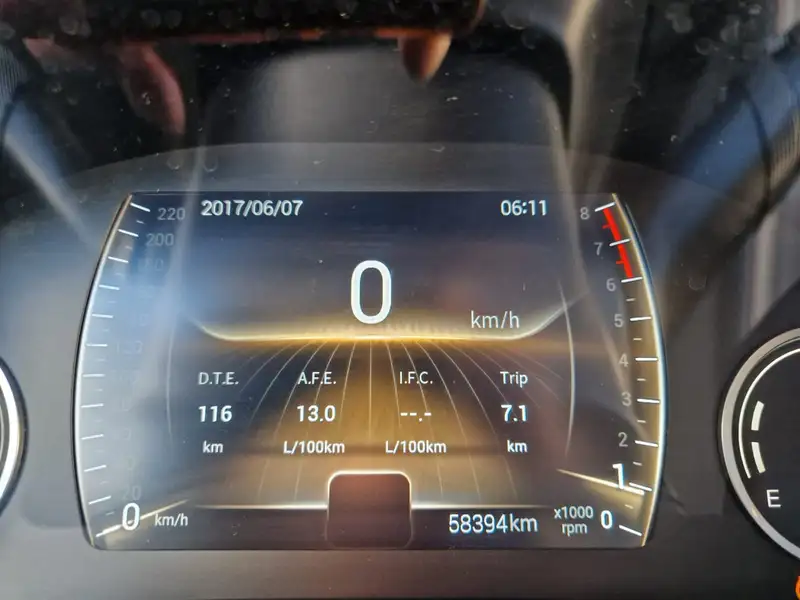 2017/06/07 06:11
220
200
0
km/h
D.T.E. A.F.E. I.F.C. Trip
116 13.0 --.- 7.1
km L/100km L/100km km
8
7
6
5
4
3
2
1
0 km/h
58394km
x1000
rpm
0
E